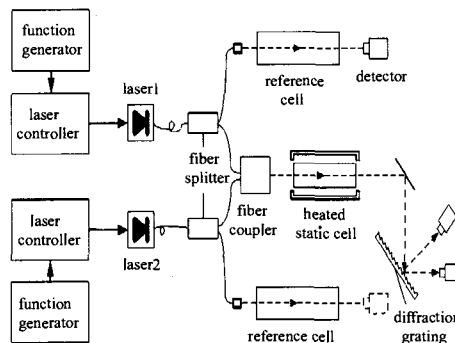 function
generator
laser
controller
laser1
reference
cell
detector
fiber
splitter
fiber
coupler
heated
static cell
laser
controller
laser2
function
generator
reference cell
diffraction
grating